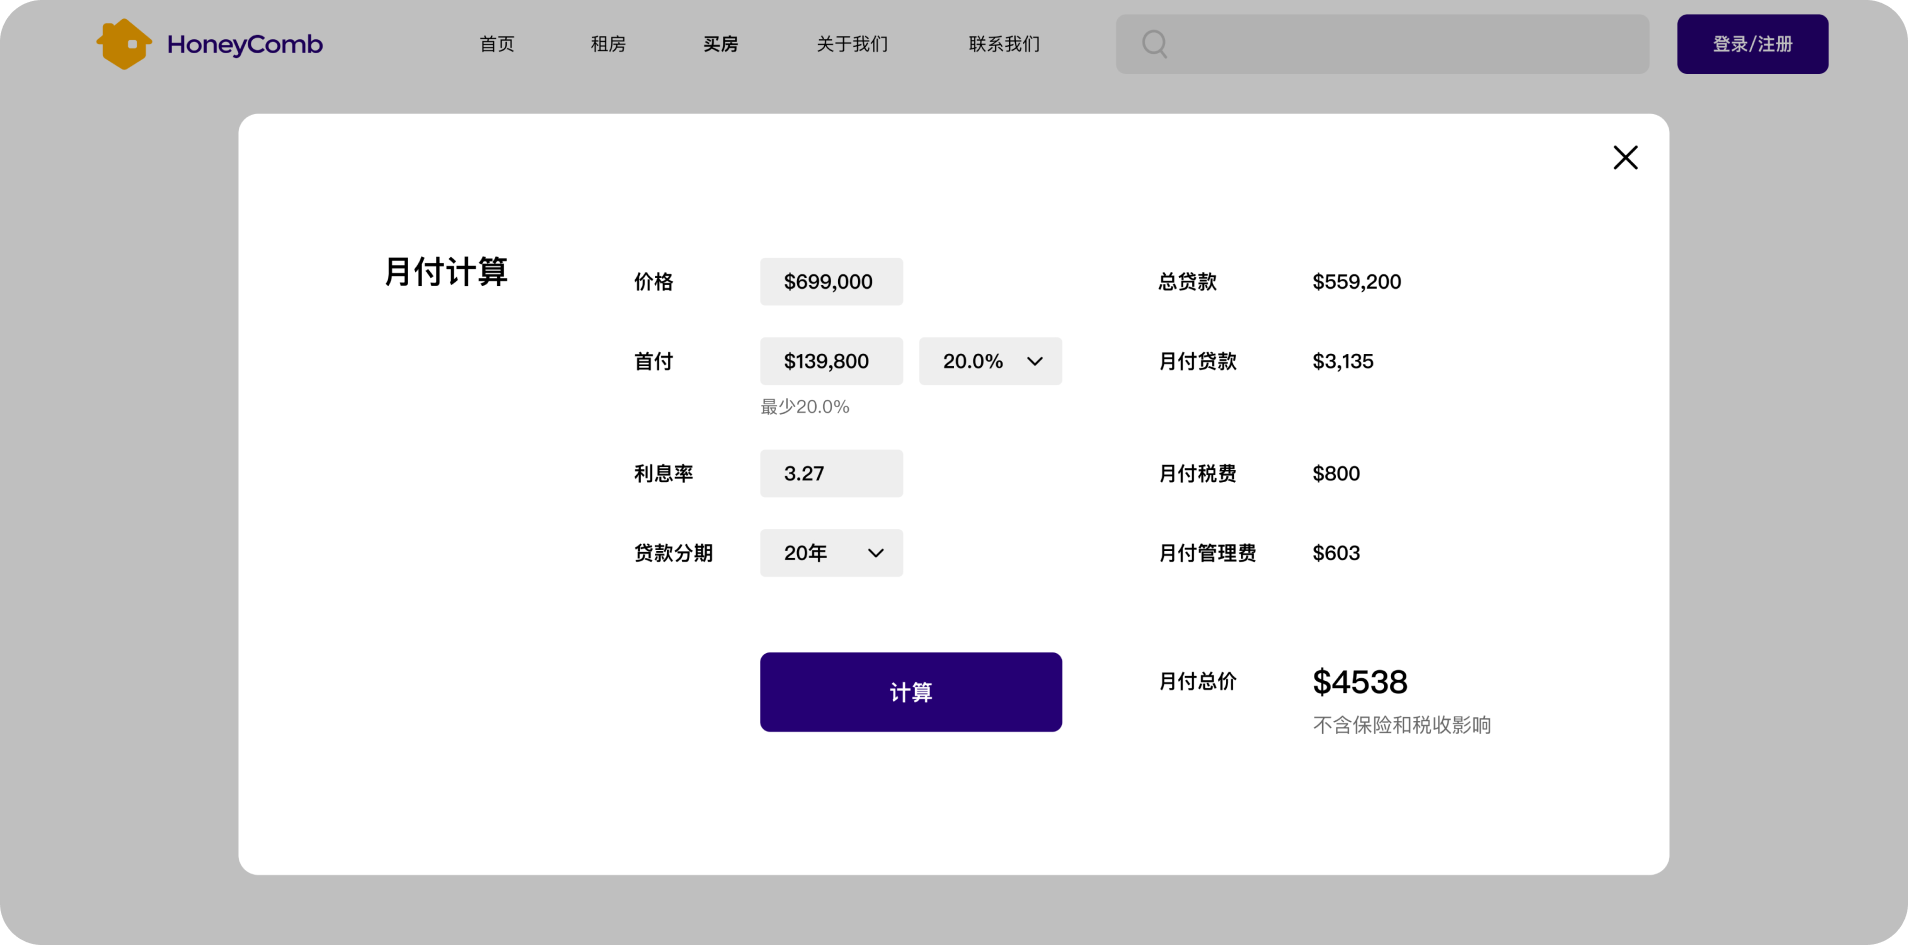 HoneyComb 首页 租房 买房 关于我们 联系我们 登录/注册
月付计算
价格 $699,000
首付 $139,800 20.0%
最少20.0%
利息率 3.27
贷款分期 20年
计算
总贷款 $559,200
月付贷款 $3,135
月付税费 $800
月付管理费 $603
月付总价 $4538
不含保险和税收影响